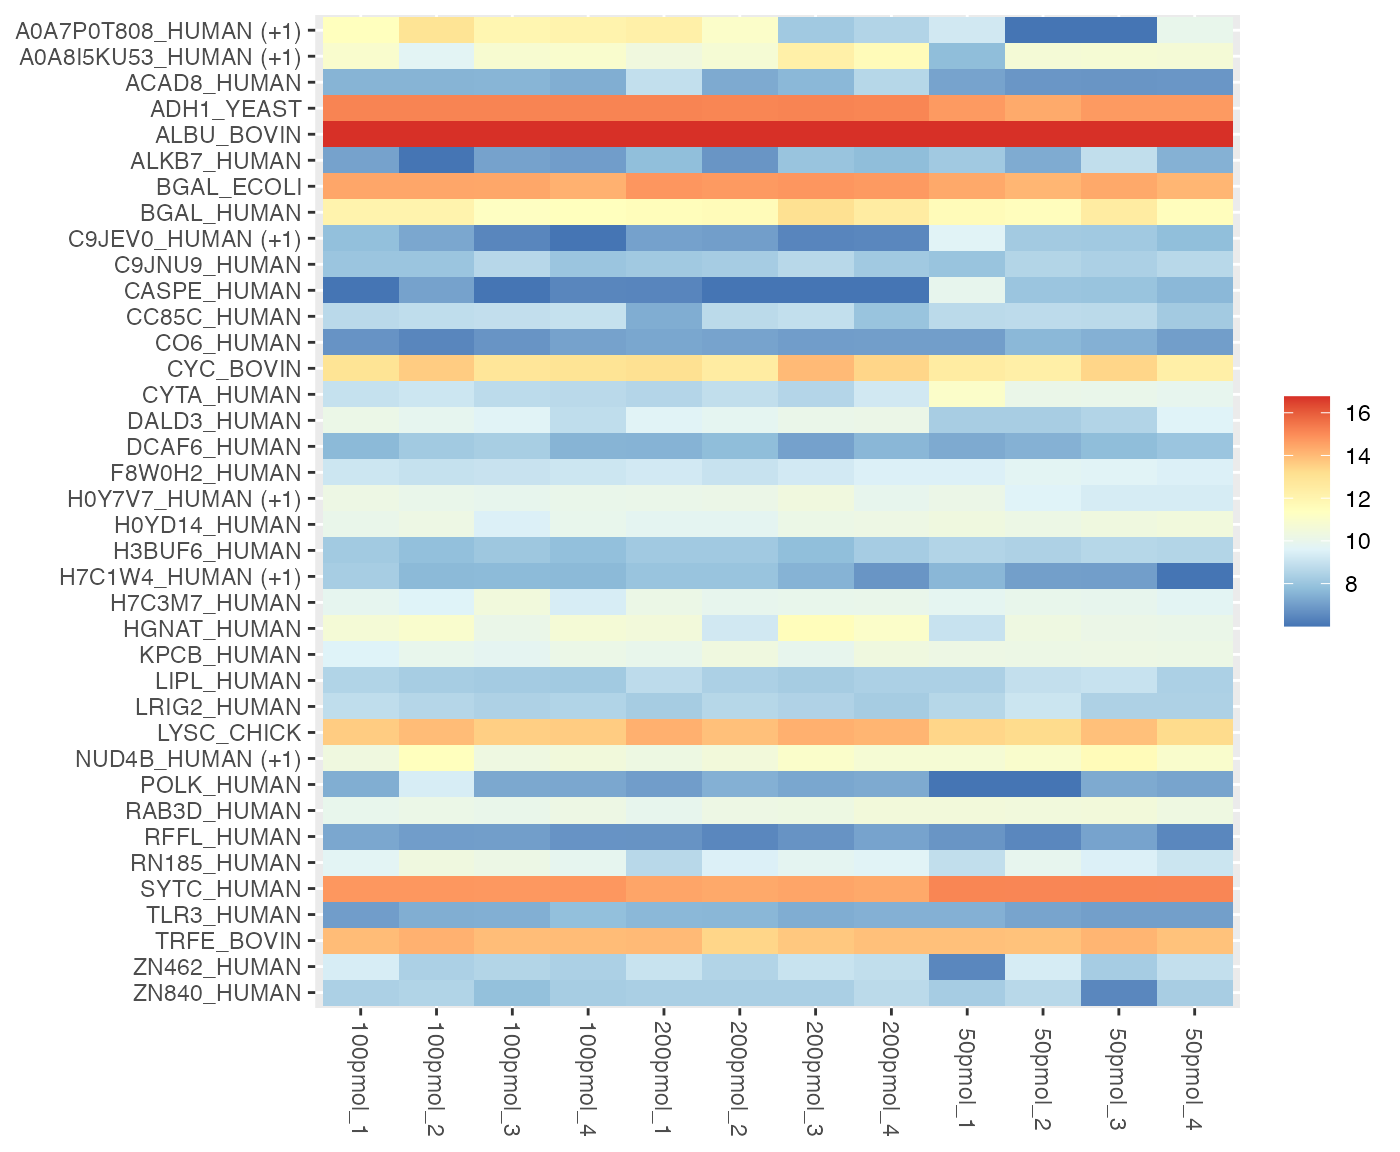 A0A7P0T808_HUMAN (+1)
A0A8I5KU53_HUMAN (+1)
ACAD8_HUMAN
ADH1_YEAST
ALBU_BOVIN
ALKB7_HUMAN
BGAL_ECOLI
BGAL_HUMAN
C9JEV0_HUMAN (+1)
C9JNU9_HUMAN
CASPE_HUMAN
CC85C_HUMAN
CO6_HUMAN
CYC_BOVIN
CYTA_HUMAN
DALD3_HUMAN
DCAF6_HUMAN
F8W0H2_HUMAN
H0Y7V7_HUMAN (+1)
H0YD14_HUMAN
H3BUF6_HUMAN
H7C1W4_HUMAN (+1)
H7C3M7_HUMAN
HGNAT_HUMAN
KPCB_HUMAN
LIPL_HUMAN
LRIG2_HUMAN
LYSC_CHICK
NUD4B_HUMAN (+1)
POLK_HUMAN
RAB3D_HUMAN
RFFL_HUMAN
RN185_HUMAN
SYTC_HUMAN
TLR3_HUMAN
TRFE_BOVIN
ZN462_HUMAN
ZN840_HUMAN
100pmol_1
100pmol_2
100pmol_3
100pmol_4
200pmol_1
200pmol_2
200pmol_3
200pmol_4
50pmol_1
50pmol_2
50pmol_3
50pmol_4
16
14
12
10
8